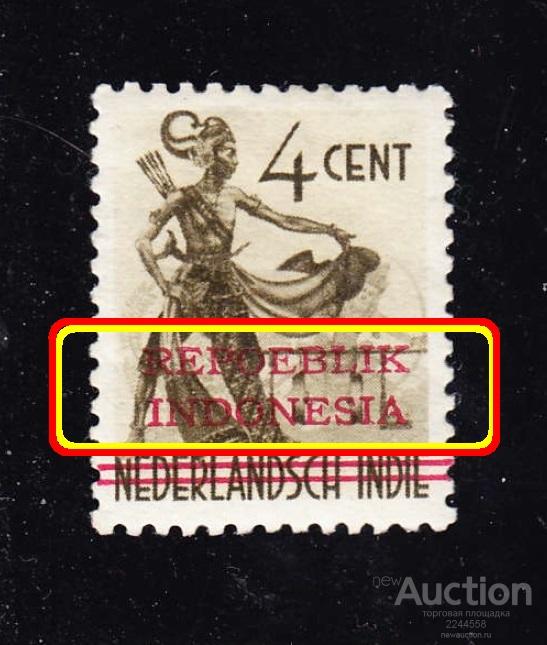 4 CENT
REPOEBLIK
INDONESIA
NEDERLANDSCH INDIE
newAuction
торговая площадка
2244558
newauction.ru